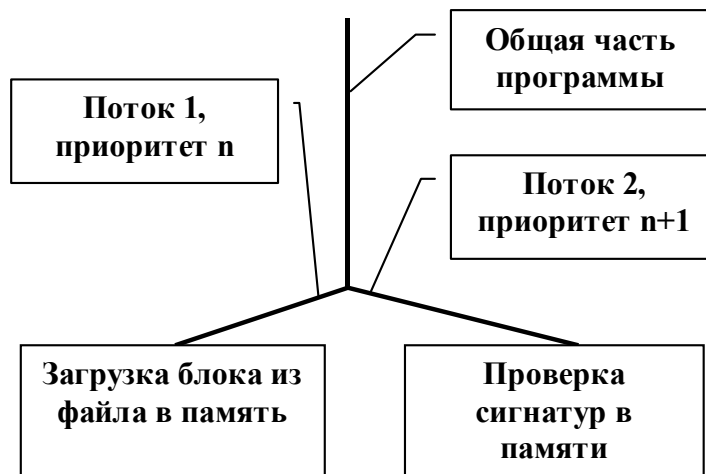 Общая часть
программы
Поток 1,
приоритет n
Поток 2,
приоритет n+1
Загрузка блока из
файла в память
Проверка
сигнатур в
памяти